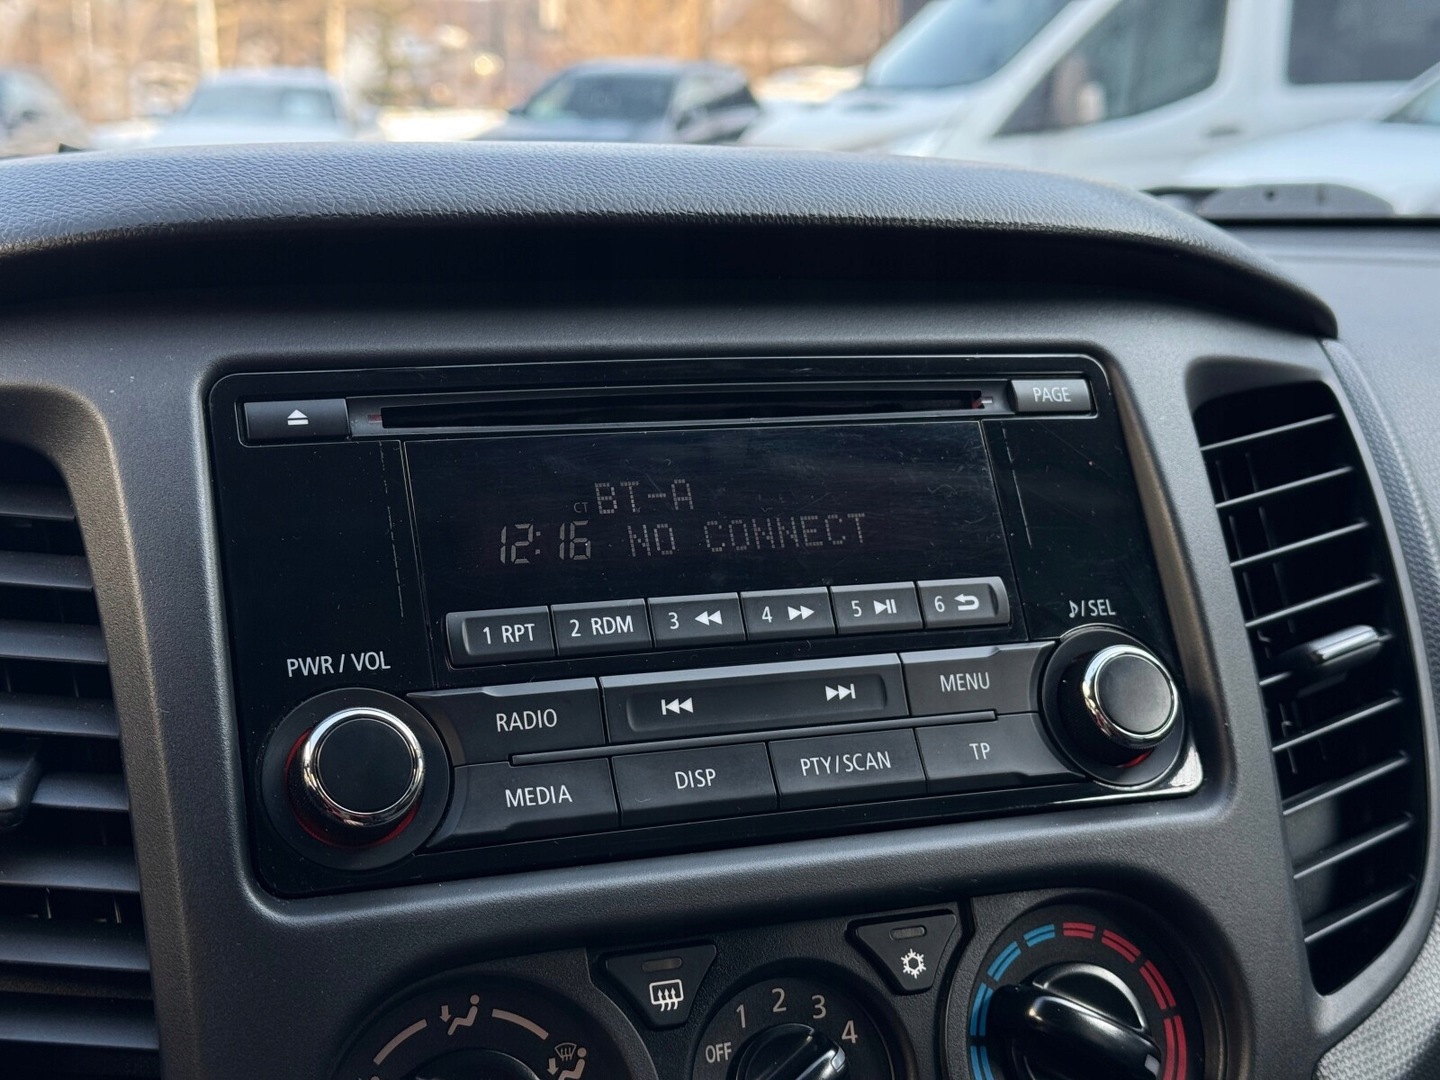 PAGE
CT BT-A
12:16 NO CONNECT
1 RPT 2 RDM 3 4 5 6
♪/SEL
PWR / VOL
RADIO MENU
MEDIA DISP PTY/SCAN TP
OFF 1 2 3 4